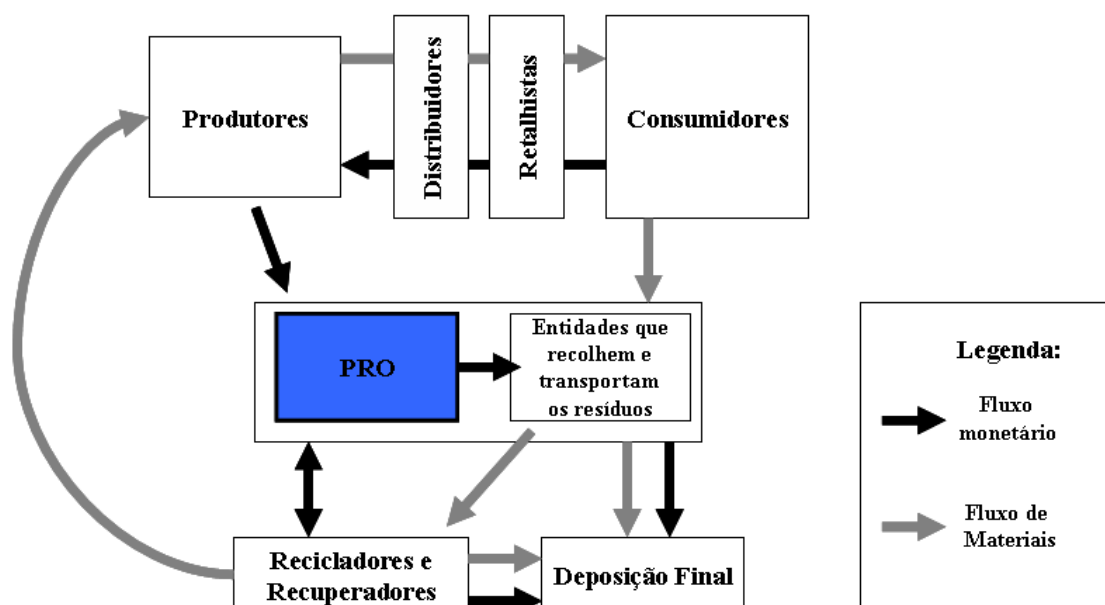 Produtores
Distribuidores
Retalhistas
Consumidores
PRO
Entidades que
recolhem e
transportam
os resíduos
Recicladores e
Recuperadores
Deposição Final
Legenda:
Fluxo
monetário
Fluxo de
Materiais